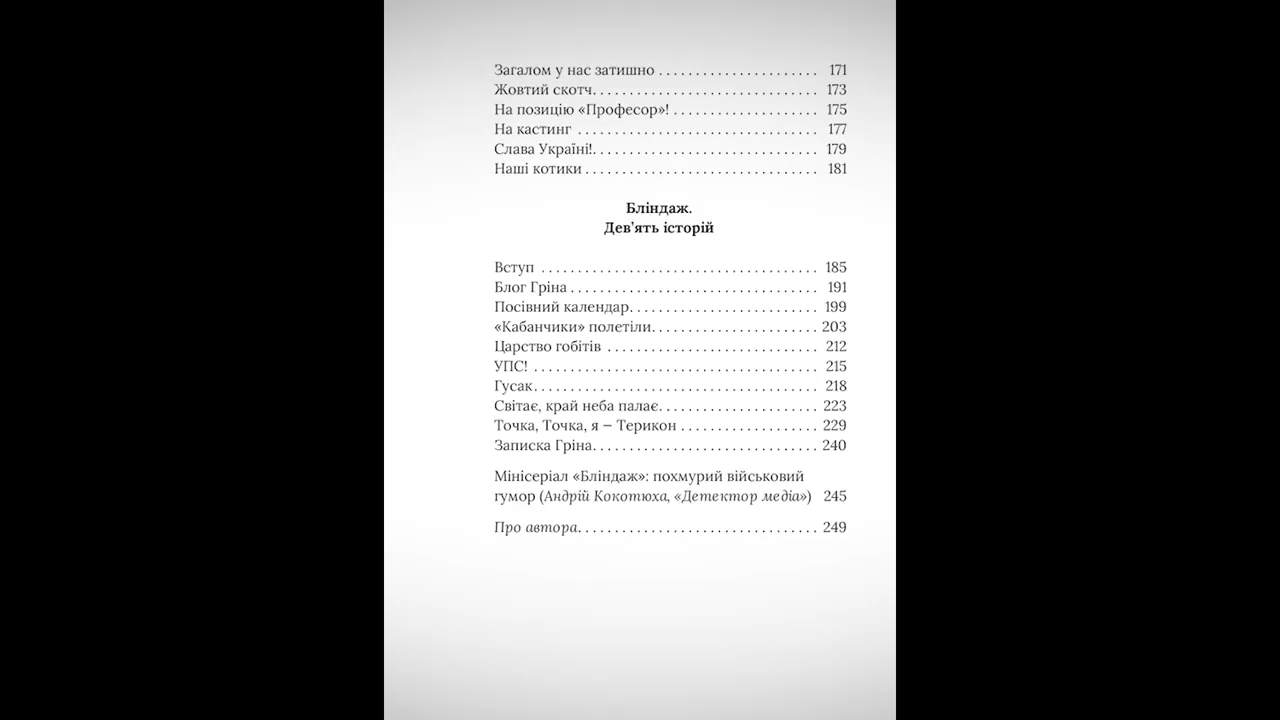 Загалом у нас затишно . . . . . . . . . . . . . . . . . . . . . . 171
Жовтий скотч. . . . . . . . . . . . . . . . . . . . . . . . . . . . . . . 173
На позицію «Професор»! . . . . . . . . . . . . . . . . . . . . 175
На кастинг . . . . . . . . . . . . . . . . . . . . . . . . . . . . . . . . . 177
Слава Україні!. . . . . . . . . . . . . . . . . . . . . . . . . . . . . . . 179
Наші котики . . . . . . . . . . . . . . . . . . . . . . . . . . . . . . . . 181
Бліндаж.
Дев’ять історій
Вступ . . . . . . . . . . . . . . . . . . . . . . . . . . . . . . . . . . . . . . 185
Блог Гріна . . . . . . . . . . . . . . . . . . . . . . . . . . . . . . . . . . 191
Посівний календар. . . . . . . . . . . . . . . . . . . . . . . . . . 199
«Кабанчики» полетіли. . . . . . . . . . . . . . . . . . . . . . . 203
Царство гобітів . . . . . . . . . . . . . . . . . . . . . . . . . . . . . 212
УПС! . . . . . . . . . . . . . . . . . . . . . . . . . . . . . . . . . . . . . . . 215
Гусак. . . . . . . . . . . . . . . . . . . . . . . . . . . . . . . . . . . . . . . 218
Світає, край неба палає. . . . . . . . . . . . . . . . . . . . . . 223
Точка, Точка, я — Терикон . . . . . . . . . . . . . . . . . . . 229
Записка Гріна. . . . . . . . . . . . . . . . . . . . . . . . . . . . . . . 240
Мінісеріал «Бліндаж»: похмурий військовий
гумор (Андрій Кокотюха, «Детектор медіа») 245
Про автора. . . . . . . . . . . . . . . . . . . . . . . . . . . . . . . . . 249